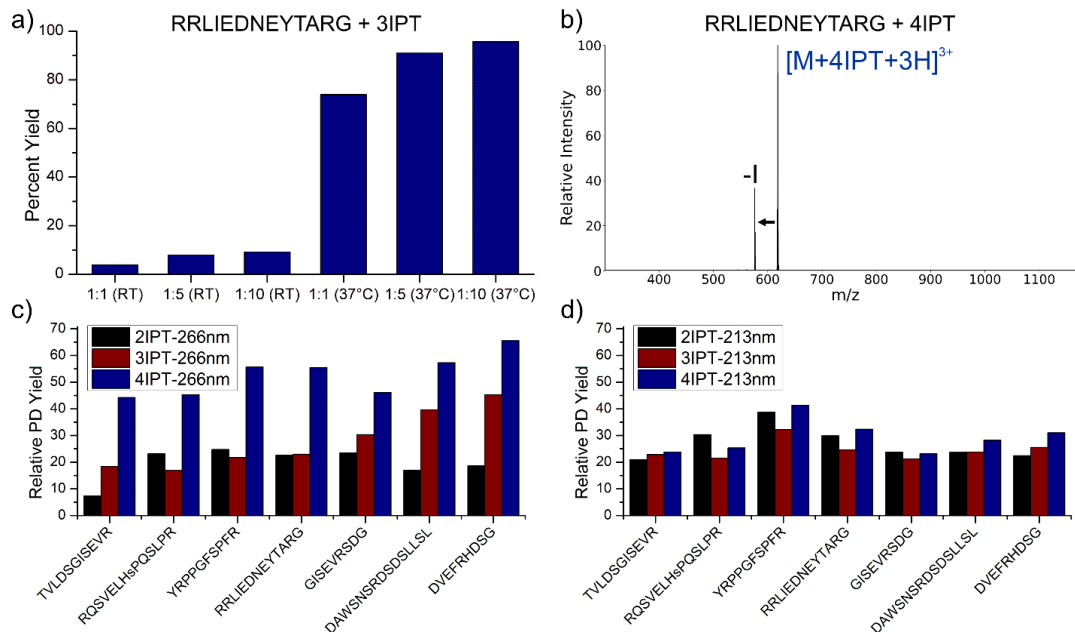 a)
RRLIEDNEYTARG + 3IPT
Percent Yield
100
80
60
40
20
0
1:1 (RT)
1:5 (RT)
1:10 (RT)
1:1 (37°C)
1:5 (37°C)
1:10 (37°C)
b)
RRLIEDNEYTARG + 4IPT
[M+4IPT+3H]3+
-I
Relative Intensity
100
80
60
40
20
0
400
500
600
700
800
900
1000
1100
m/z
c)
2IPT-266nm
3IPT-266nm
4IPT-266nm
Relative PD Yield
70
60
50
40
30
20
10
0
TVLDSGISEVR
RQSVELHsPQSLPR
YRPPGFSPFR
RRLIEDNEYTARG
GISEVRSDG
DAWSNSRDSDSLLSL
DVEFRHDSG
d)
2IPT-213nm
3IPT-213nm
4IPT-213nm
Relative PD Yield
70
60
50
40
30
20
10
0
TVLDSGISEVR
RQSVELHsPQSLPR
YRPPGFSPFR
RRLIEDNEYTARG
GISEVRSDG
DAWSNSRDSDSLLSL
DVEFRHDSG